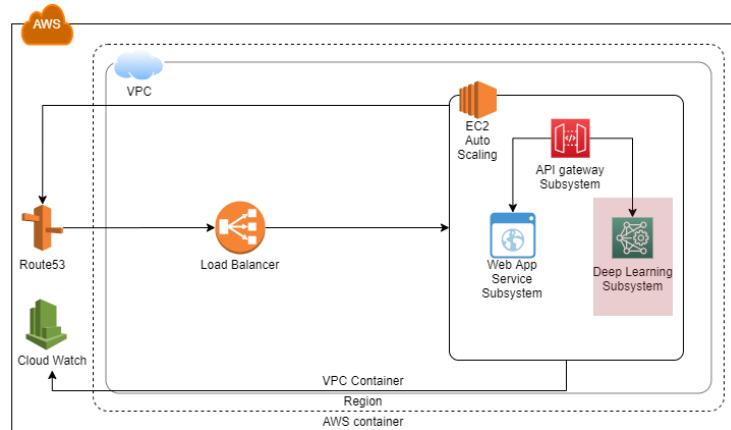 AWS
VPC
EC2
Auto
Scaling
API gateway
Subsystem
Route53
Load Balancer
Web App
Service
Subsystem
Deep Learning
Subsystem
Cloud Watch
VPC Container
Region
AWS container